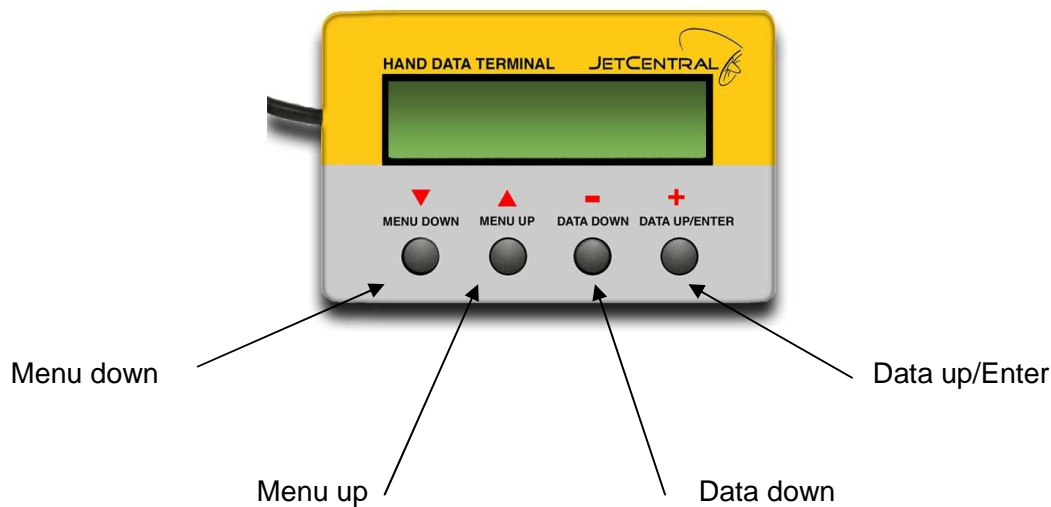 HAND DATA TERMINAL JETCENTRAL
MENU DOWN MENU UP DATA DOWN DATA UP/ENTER
Menu down Data up/Enter
Menu up Data down